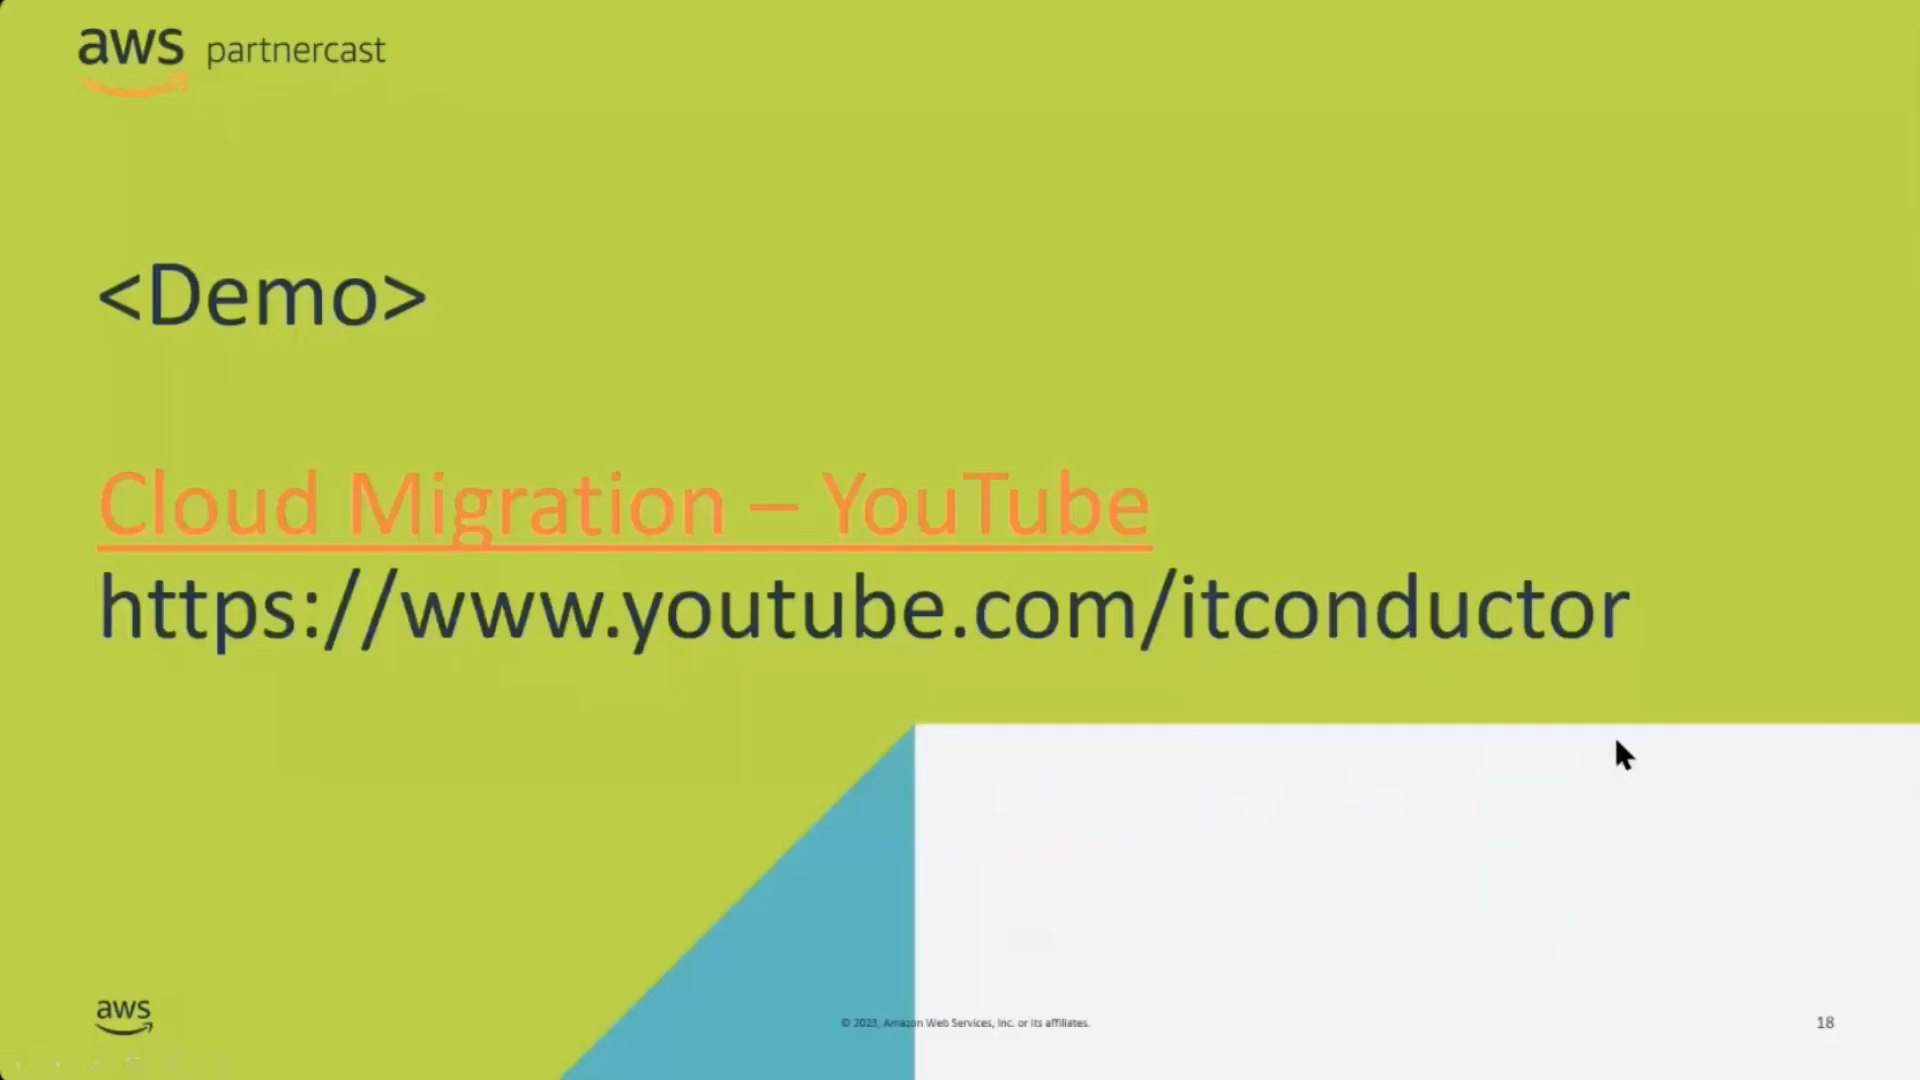 aws partnercast
<Demo>
Cloud Migration – YouTube
https://www.youtube.com/itconductor
aws
© 2023, Amazon Web Services, Inc. or its affiliates.
18